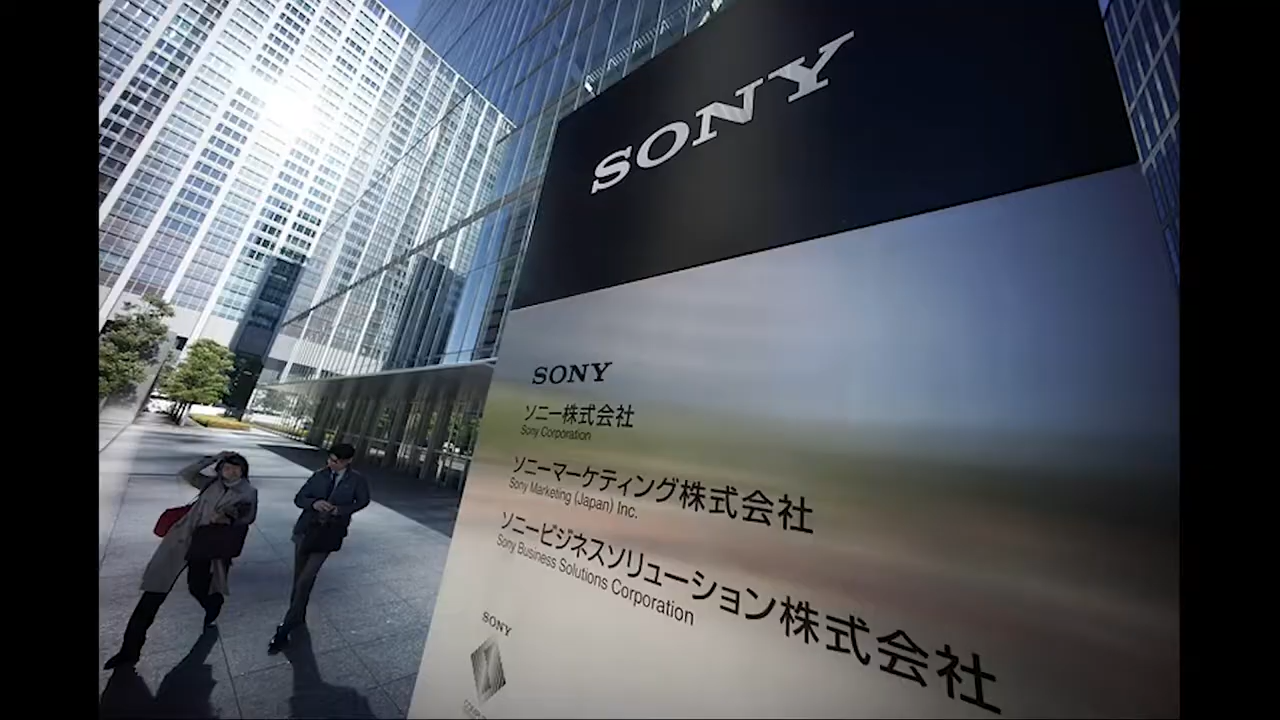 SONY
SONY
ソニー株式会社
Sony Corporation
ソニーマーケティング株式会社
Sony Marketing (Japan) Inc.
ソニービジネスソリューション株式会社
Sony Business Solutions Corporation
SONY